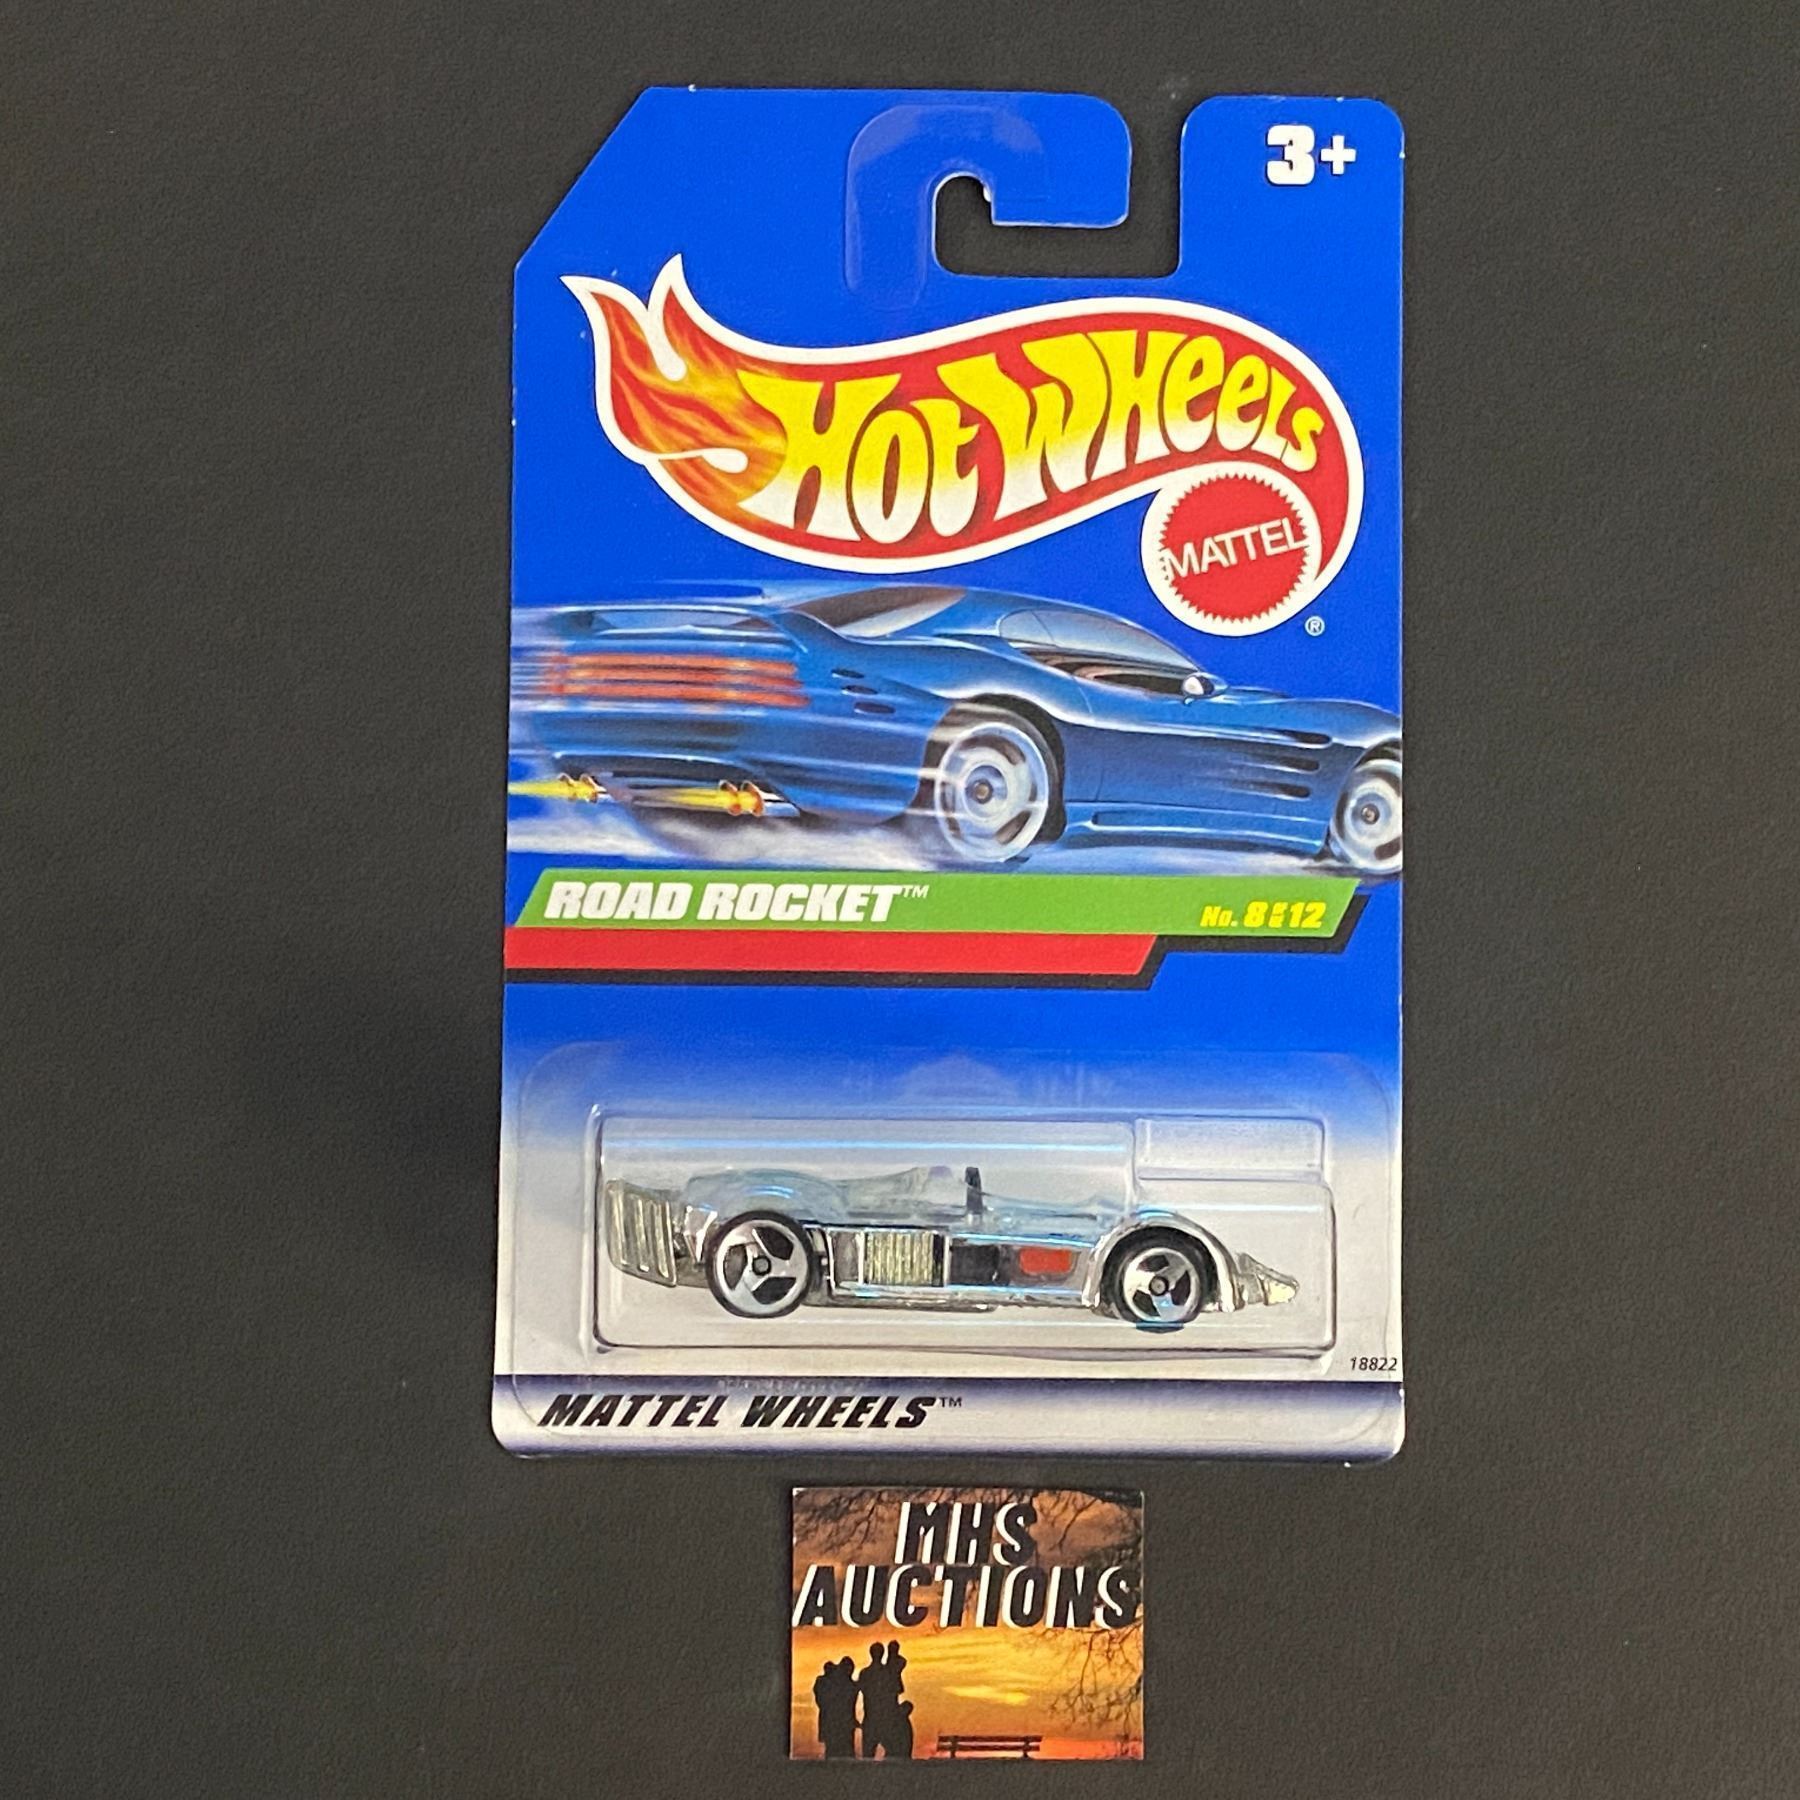 3+
Hot Wheels
MATTEL
®
ROAD ROCKET™
No. 8 OF 12
18822
MATTEL WHEELS™
MHS
AUCTIONS